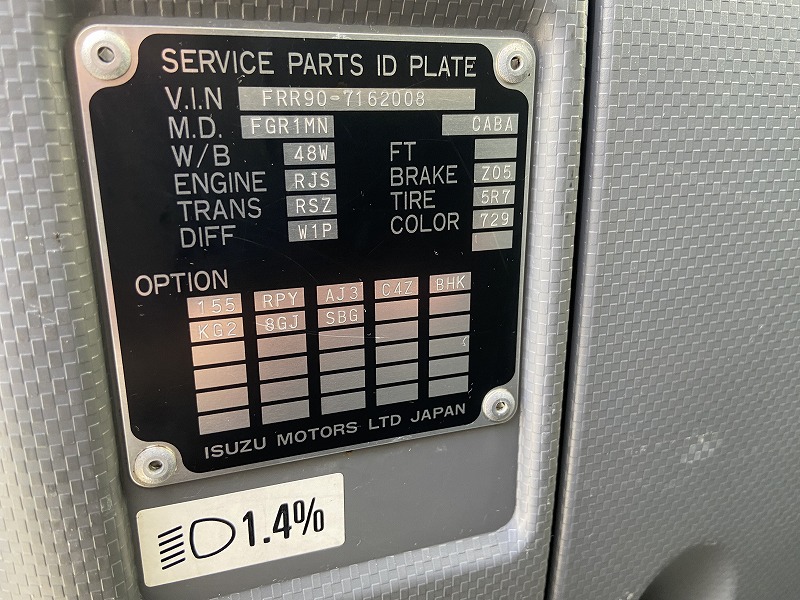 SERVICE PARTS ID PLATE
V.I.N FRR90-7162008
M.D. FGR1MN CABA
W/B 48W FT
ENGINE RJS BRAKE Z05
TRANS RSZ TIRE 5R7
DIFF W1P COLOR 729
OPTION
155 RPY AJ3 C4Z BHK
KG2 8GJ SBG
ISUZU MOTORS LTD JAPAN
1.4%